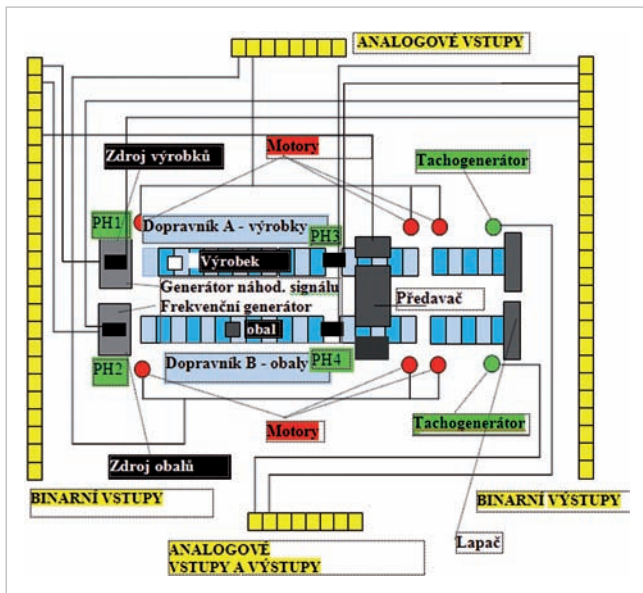 ANALOGOVÉ VSTUPY
Zdroj výrobků
Motory
Tachogenerátor
PH1
Dopravník A - výrobky
PH3
Výrobek
Generátor náhod. signálu
Předavač
Frekvenční generátor
obal
PH2
Dopravník B - obaly
PH4
Motory
Tachogenerátor
Zdroj obalů
BINARNÍ VSTUPY
BINARNÍ VÝSTUPY
ANALOGOVÉ
VSTUPY A VÝSTUPY
Lapač